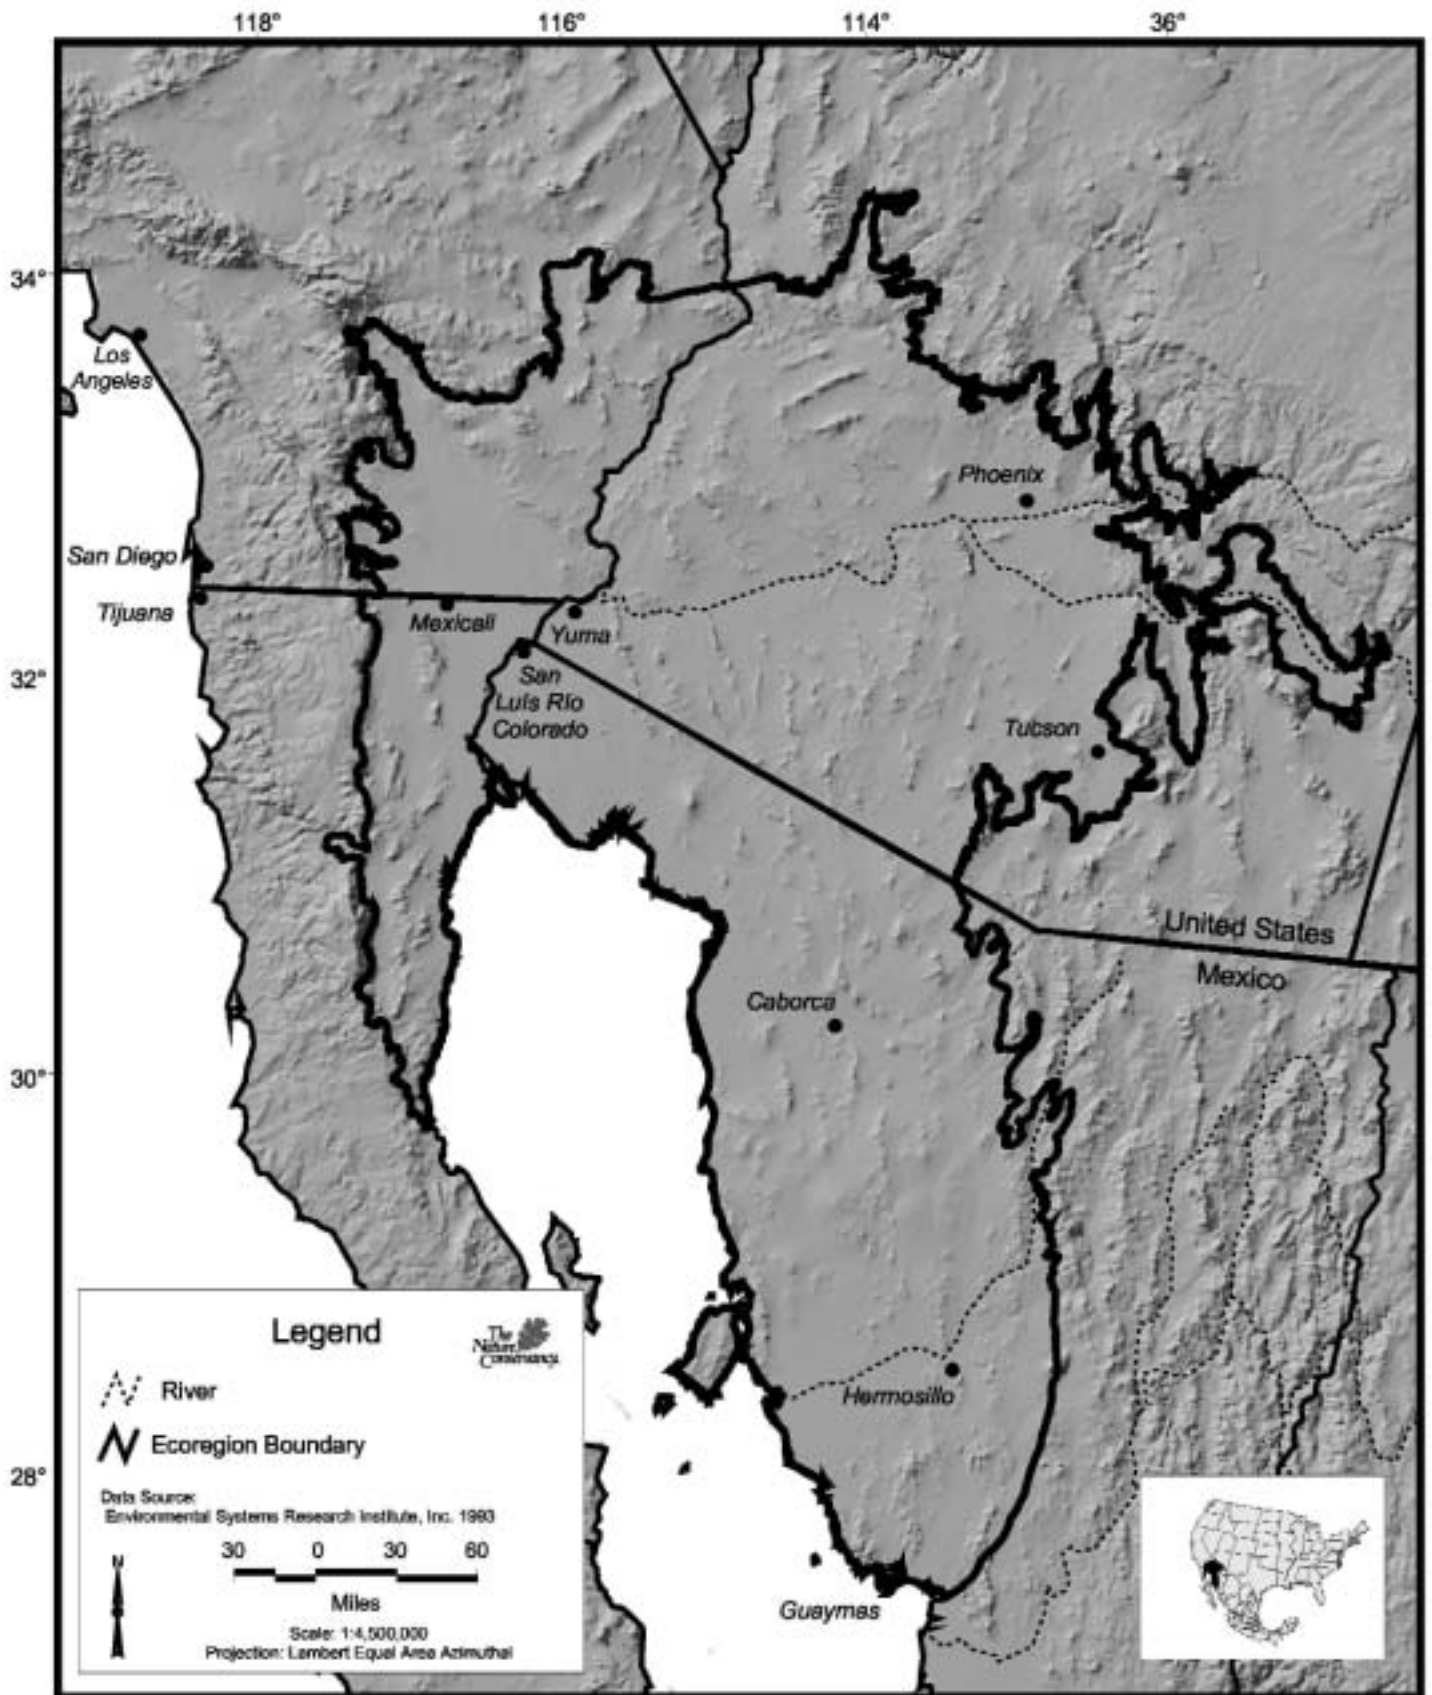 118°
116°
114°
36°
34°
Los
Angeles
Phoenix
San Diego
Tijuana
Mexicali
Yuma
32°
San
Luis Río
Colorado
Tucson
United States
Mexico
Caborca
30°
Legend
The
Nature
Conservancy
River
Hermosillo
Ecoregion Boundary
28°
Data Source:
Environmental Systems Research Institute, Inc. 1993
30 0 30 60
N
Miles
Guaymas
Scale: 1:4,500,000
Projection: Lambert Equal Area Azimuthal